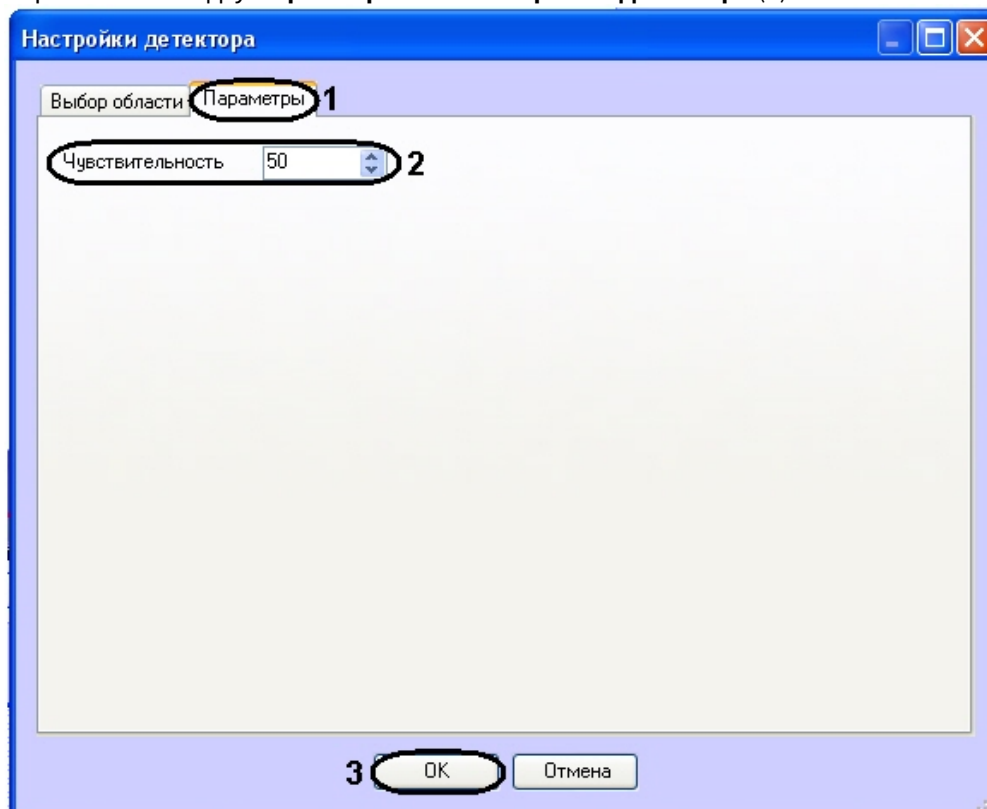 Настройки детектора
Выбор области Параметры 1
Чувствительность 50 2
3 OK Отмена